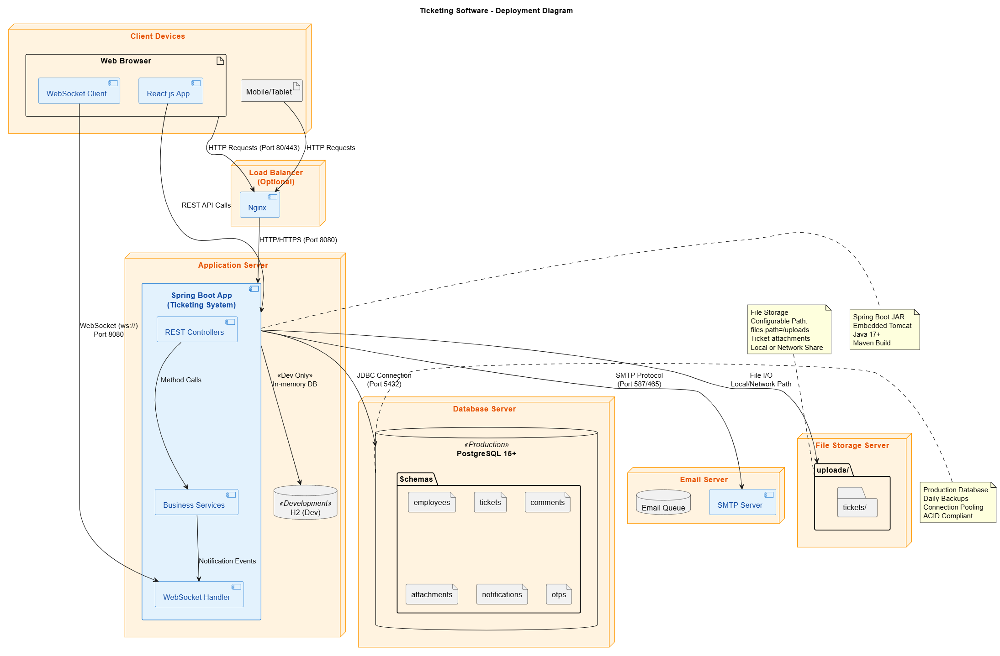 Ticketing Software - Deployment Diagram
Client Devices
Web Browser
WebSocket Client
React.js App
Mobile/Tablet
HTTP Requests (Port 80/443)
HTTP Requests
Load Balancer
(Optional)
Nginx
REST API Calls
HTTP/HTTPS (Port 8080)
Application Server
Spring Boot App
(Ticketing System)
REST Controllers
WebSocket (ws://)
Port 8080
Method Calls
«Dev Only»
In-memory DB
JDBC Connection
(Port 5432)
SMTP Protocol
(Port 587/465)
File I/O
Local/Network Path
File Storage
Configurable Path:
files.path=/uploads
Ticket attachments
Local or Network Share
Spring Boot JAR
Embedded Tomcat
Java 17+
Maven Build
Database Server
«Production»
PostgreSQL 15+
Schemas
employees
tickets
comments
attachments
notifications
otps
Business Services
«Development»
H2 (Dev)
Notification Events
WebSocket Handler
Email Server
Email Queue
SMTP Server
File Storage Server
uploads/
tickets/
Production Database
Daily Backups
Connection Pooling
ACID Compliant